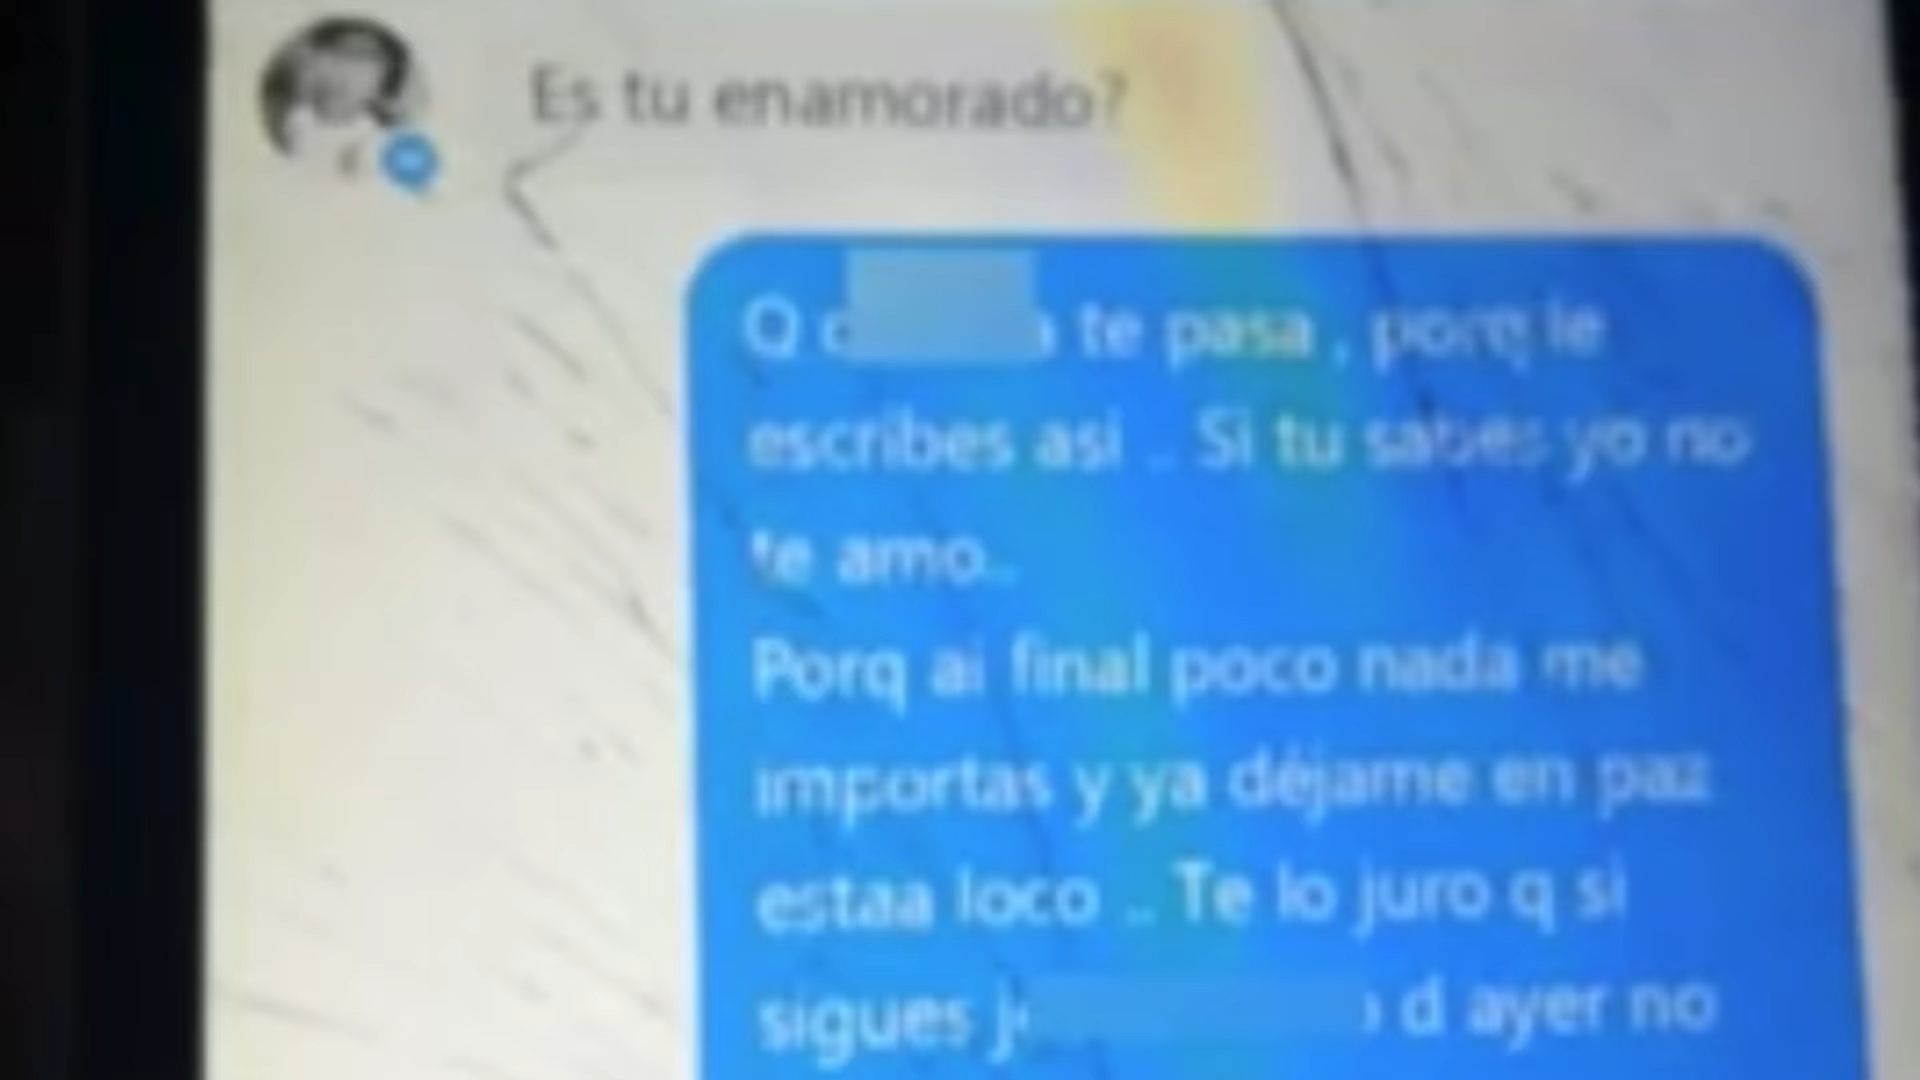 Es tu enamorado?
Q te pasa , porq le
escribes asi .. Si tu sabes yo no
te amo..
Porq al final poco nada me
importas y ya déjame en paz
estaa loco .. Te lo juro q si
sigues d ayer no